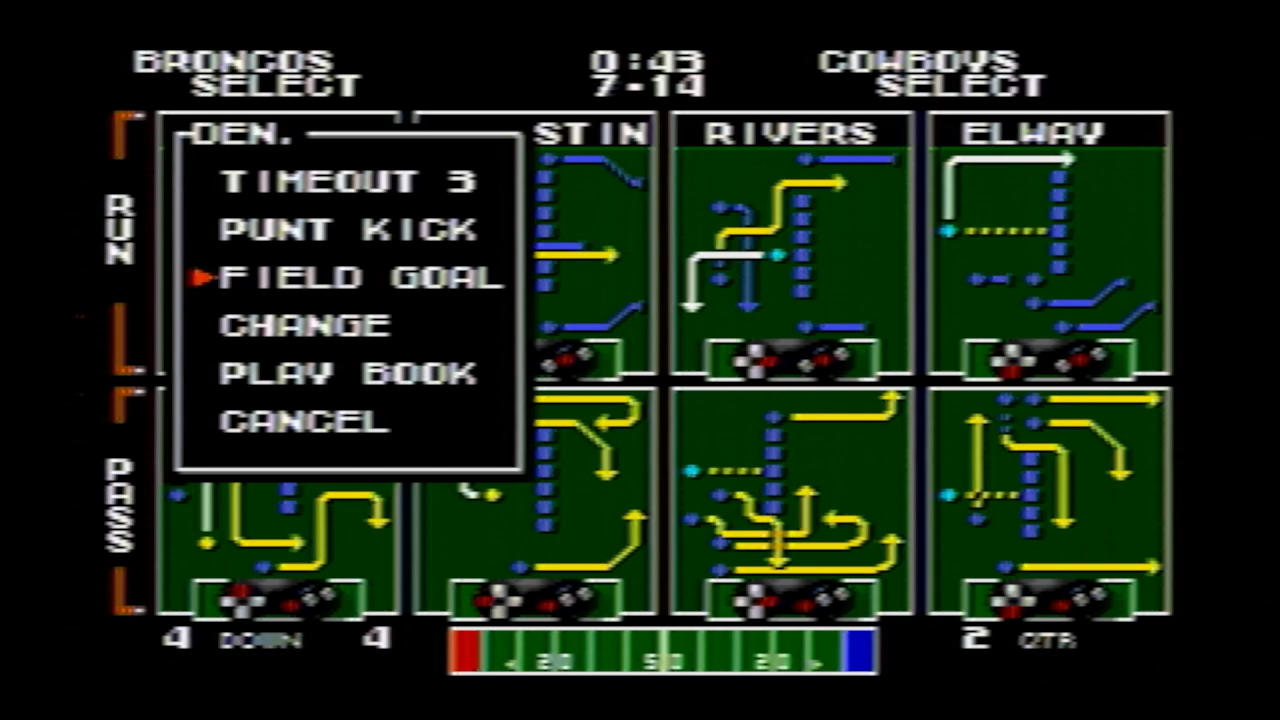 BRONCOS 0:43 COWBOYS
SELECT 7-14 SELECT
DEN. STIN RIVERS ELWAY
TIMEOUT 3
PUNT KICK
FIELD GOAL
CHANGE
PLAY BOOK
CANCEL
RUN
PASS
4 DOWN 4 2 QTR
20 50 20